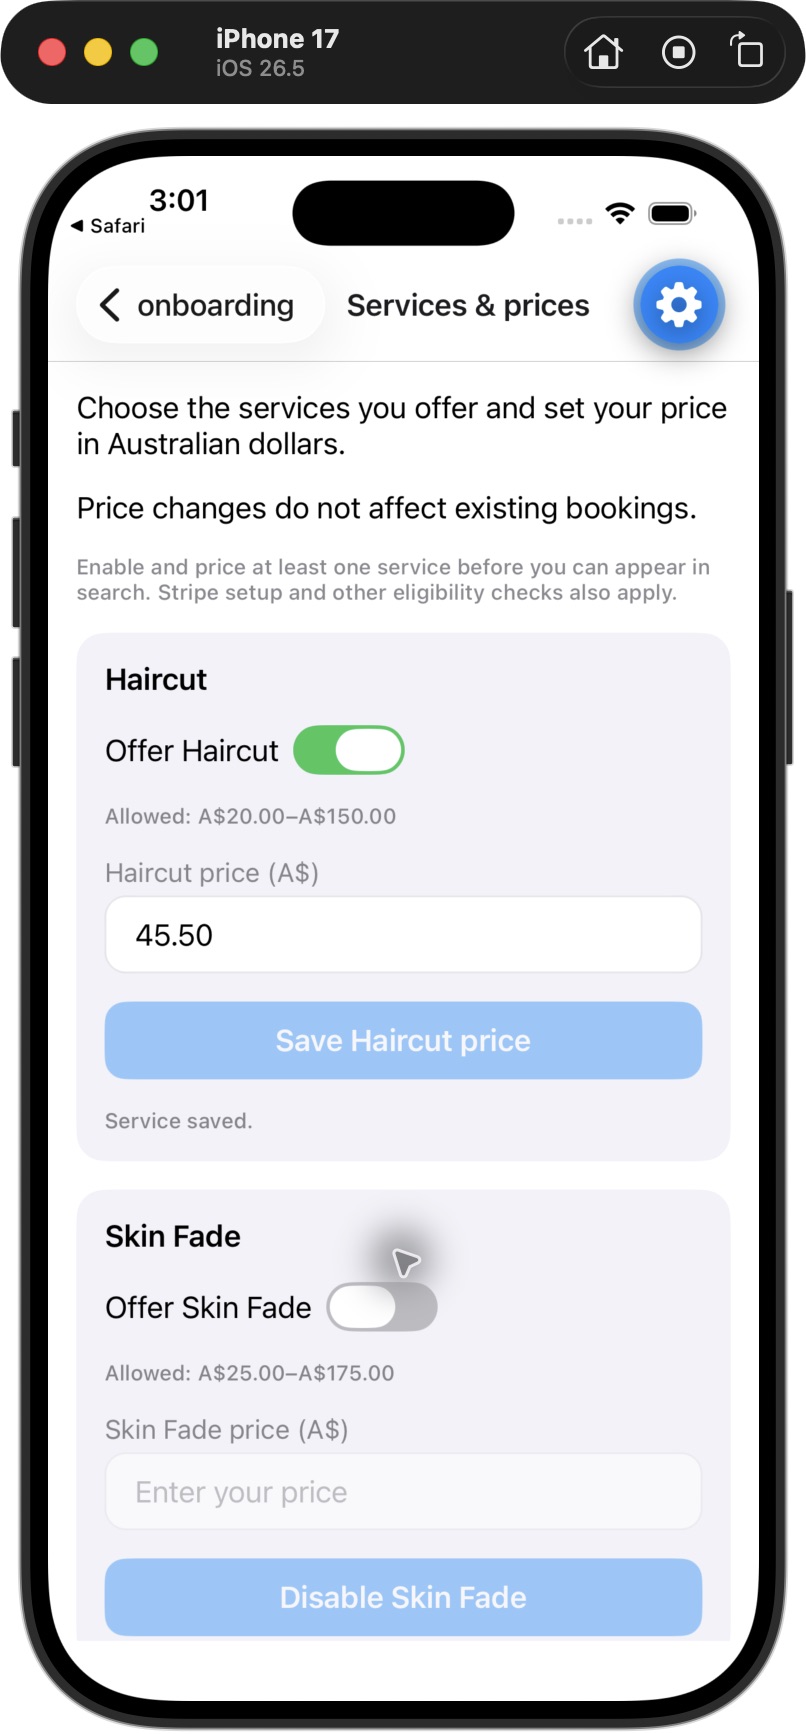 iPhone 17
iOS 26.5
3:01
Safari
onboarding
Services & prices
Choose the services you offer and set your price
in Australian dollars.
Price changes do not affect existing bookings.
Enable and price at least one service before you can appear in
search. Stripe setup and other eligibility checks also apply.
Haircut
Offer Haircut
Allowed: A$20.00–A$150.00
Haircut price (A$)
45.50
Save Haircut price
Service saved.
Skin Fade
Offer Skin Fade
Allowed: A$25.00–A$175.00
Skin Fade price (A$)
Enter your price
Disable Skin Fade